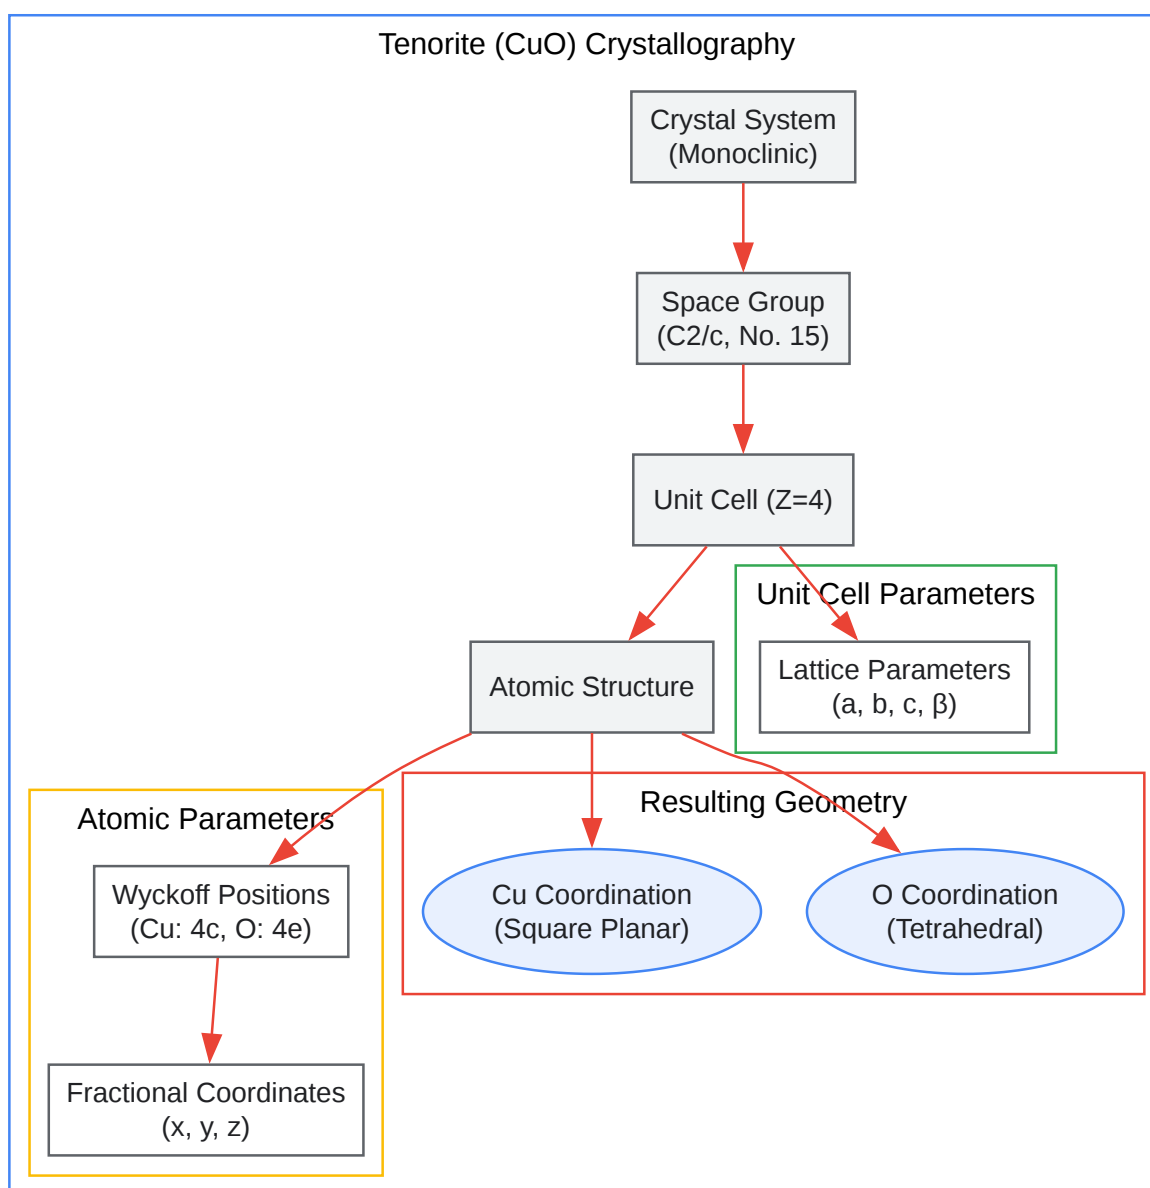 Tenorite (CuO) Crystallography
Crystal System
(Monoclinic)
Space Group
(C2/c, No. 15)
Unit Cell (Z=4)
Unit Cell Parameters
Lattice Parameters
(a, b, c, β)
Atomic Structure
Atomic Parameters
Wyckoff Positions
(Cu: 4c, O: 4e)
Fractional Coordinates
(x, y, z)
Resulting Geometry
Cu Coordination
(Square Planar)
O Coordination
(Tetrahedral)